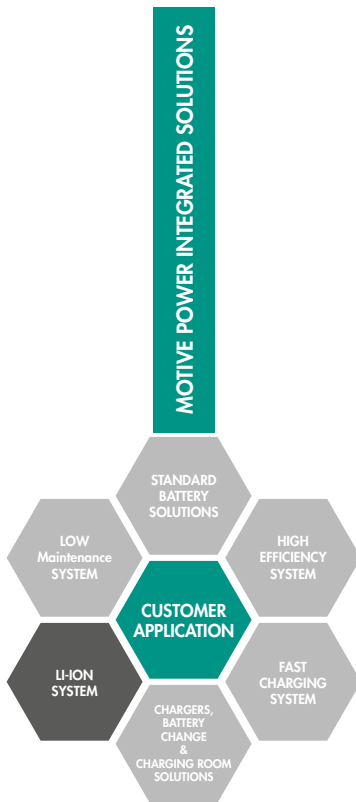 MOTIVE POWER INTEGRATED SOLUTIONS
STANDARD
BATTERY
SOLUTIONS
LOW
Maintenance
SYSTEM
HIGH
EFFICIENCY
SYSTEM
CUSTOMER
APPLICATION
LI-ION
SYSTEM
FAST
CHARGING
SYSTEM
CHARGERS,
BATTERY
CHANGE
&
CHARGING ROOM
SOLUTIONS